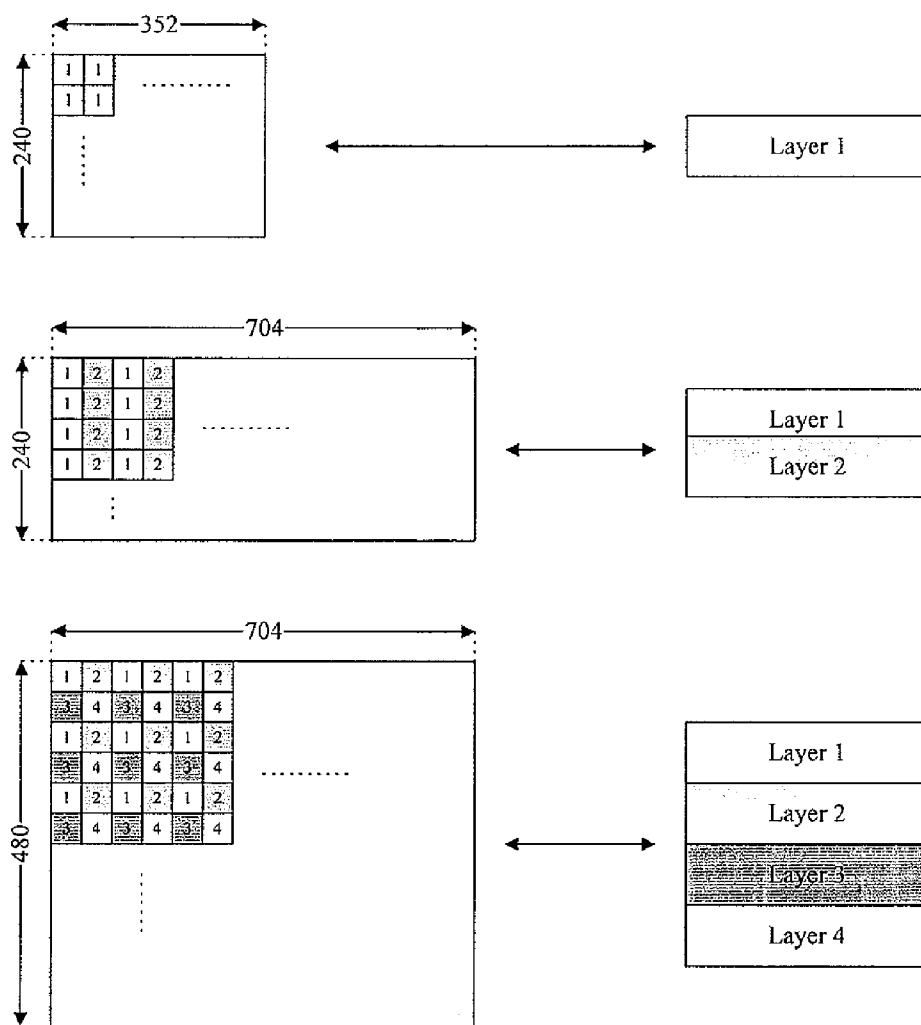 352
240
1 1
1 1
Layer 1
704
240
1 2 1 2
1 2 1 2
1 2 1 2
1 2 1 2
Layer 1
Layer 2
704
480
1 2 1 2 1 2
3 4 3 4 3 4
1 2 1 2 1 2
3 4 3 4 3 4
1 2 1 2 1 2
3 4 3 4 3 4
Layer 1
Layer 2
Layer 3
Layer 4